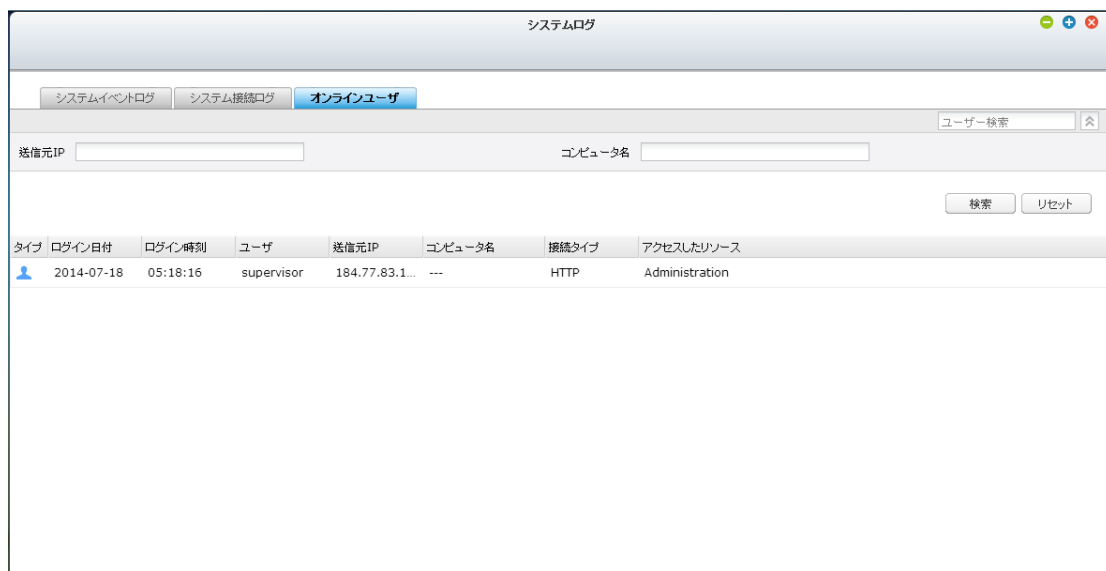 システムログ
システムイベントログ システム接続ログ オンラインユーザ
ユーザー検索
送信元IP コンピュータ名
検索 リセット
タイプ ログイン日付 ログイン時刻 ユーザ 送信元IP コンピュータ名 接続タイプ アクセスしたリソース
2014-07-18 05:18:16 supervisor 184.77.83.1... --- HTTP Administration